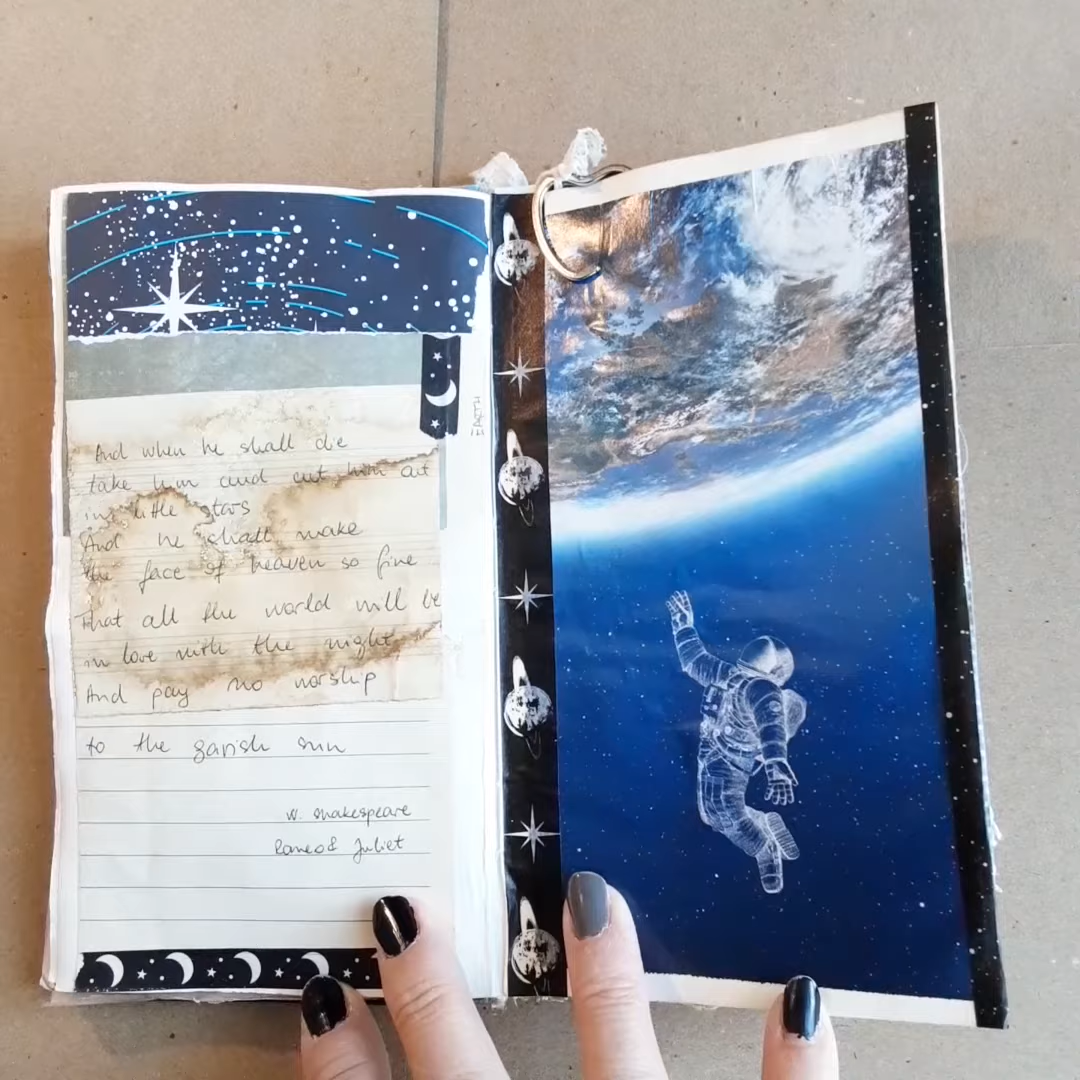 And when he shall die
take him and cut him out
in little stars
And he shall make
the face of heaven so fine
That all the world will be
in love with the night,
And pay no worship
to the garish sun
W. Shakespeare
Romeo & Juliet
EARTH